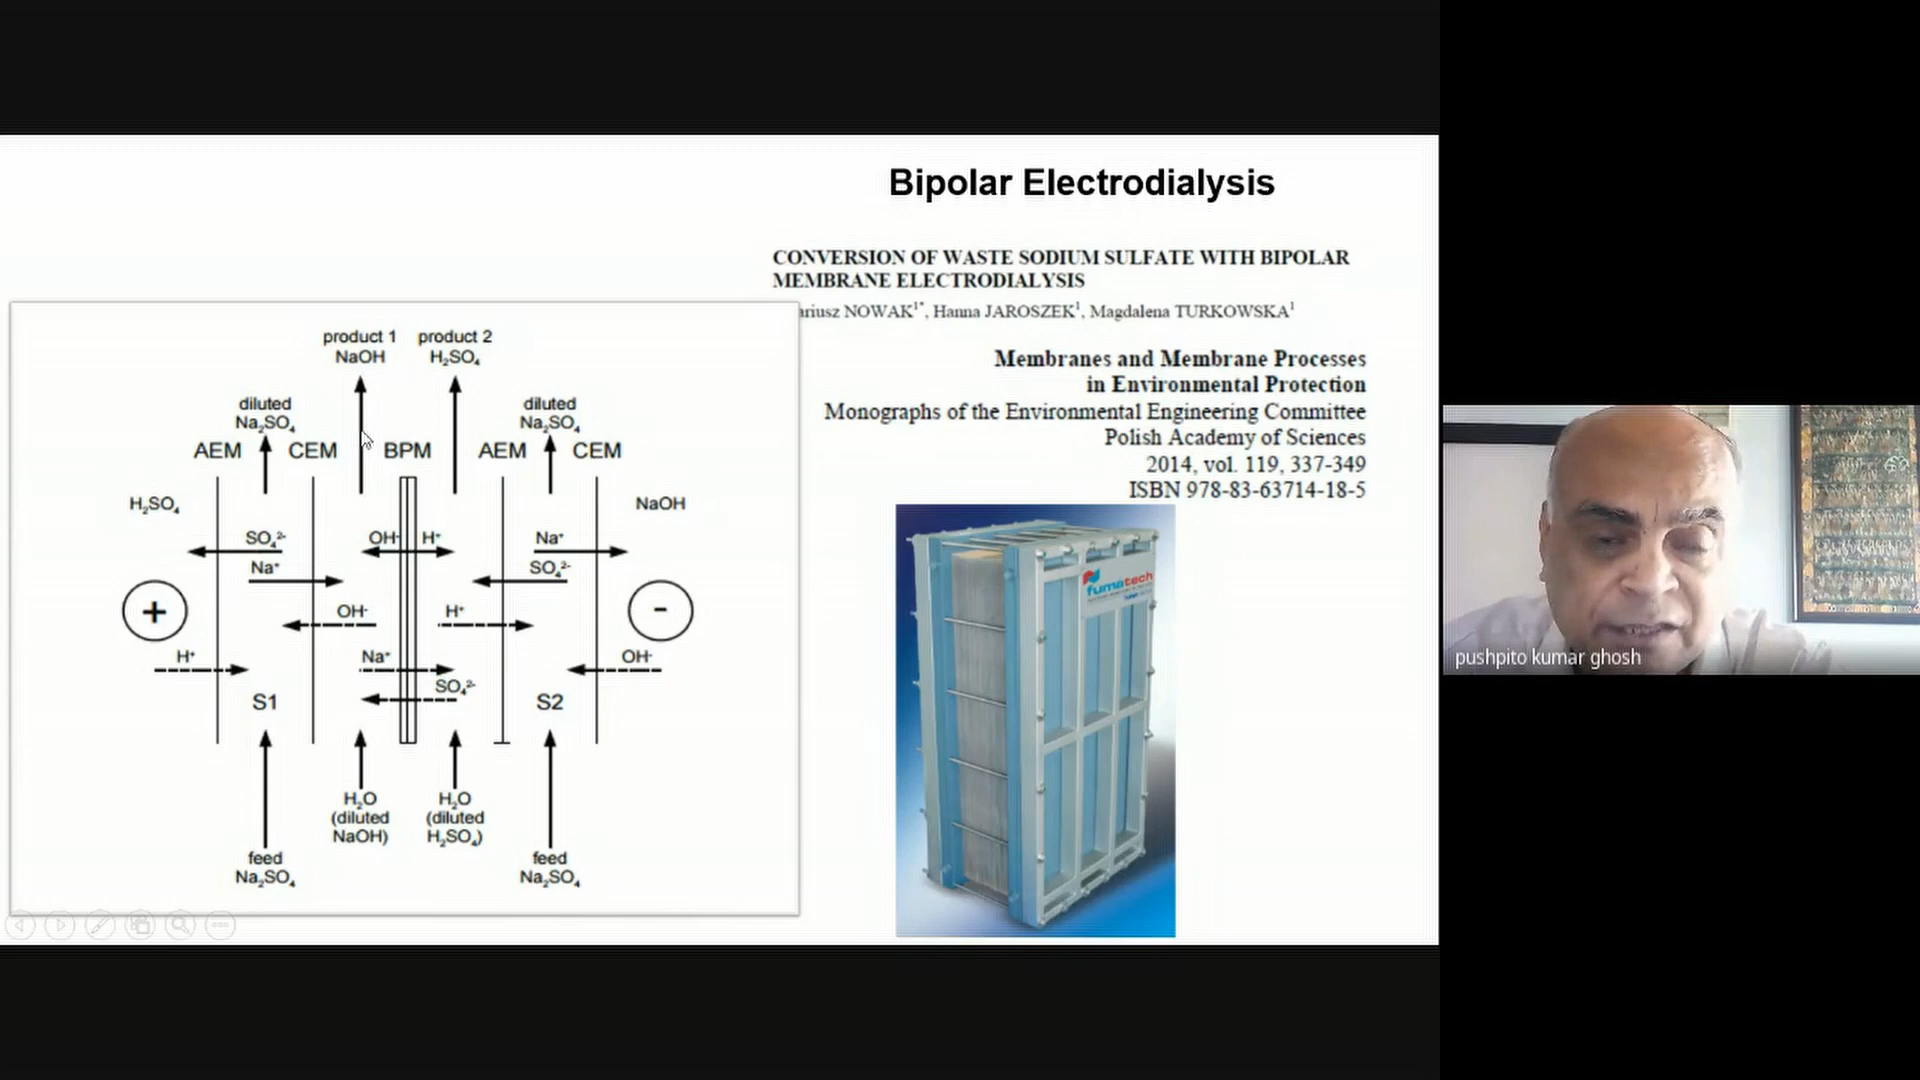 Bipolar Electrodialysis
CONVERSION OF WASTE SODIUM SULFATE WITH BIPOLAR
MEMBRANE ELECTRODIALYSIS
ariusz NOWAK¹*, Hanna JAROSZEK¹, Magdalena TURKOWSKA¹
Membranes and Membrane Processes
in Environmental Protection
Monographs of the Environmental Engineering Committee
Polish Academy of Sciences
2014, vol. 119, 337-349
ISBN 978-83-63714-18-5
product 1 product 2
NaOH H₂SO₄
diluted diluted
Na₂SO₄ Na₂SO₄
AEM CEM BPM AEM CEM
H₂SO₄ NaOH
SO₄²⁻ OH⁻ H⁺ Na⁺
Na⁺ SO₄²⁻
+ OH⁻ H⁺ -
H⁺ Na⁺ OH⁻
SO₄²⁻
S1 S2
H₂O H₂O
(diluted (diluted
NaOH) H₂SO₄)
feed feed
Na₂SO₄ Na₂SO₄
fumatech
pushpito kumar ghosh